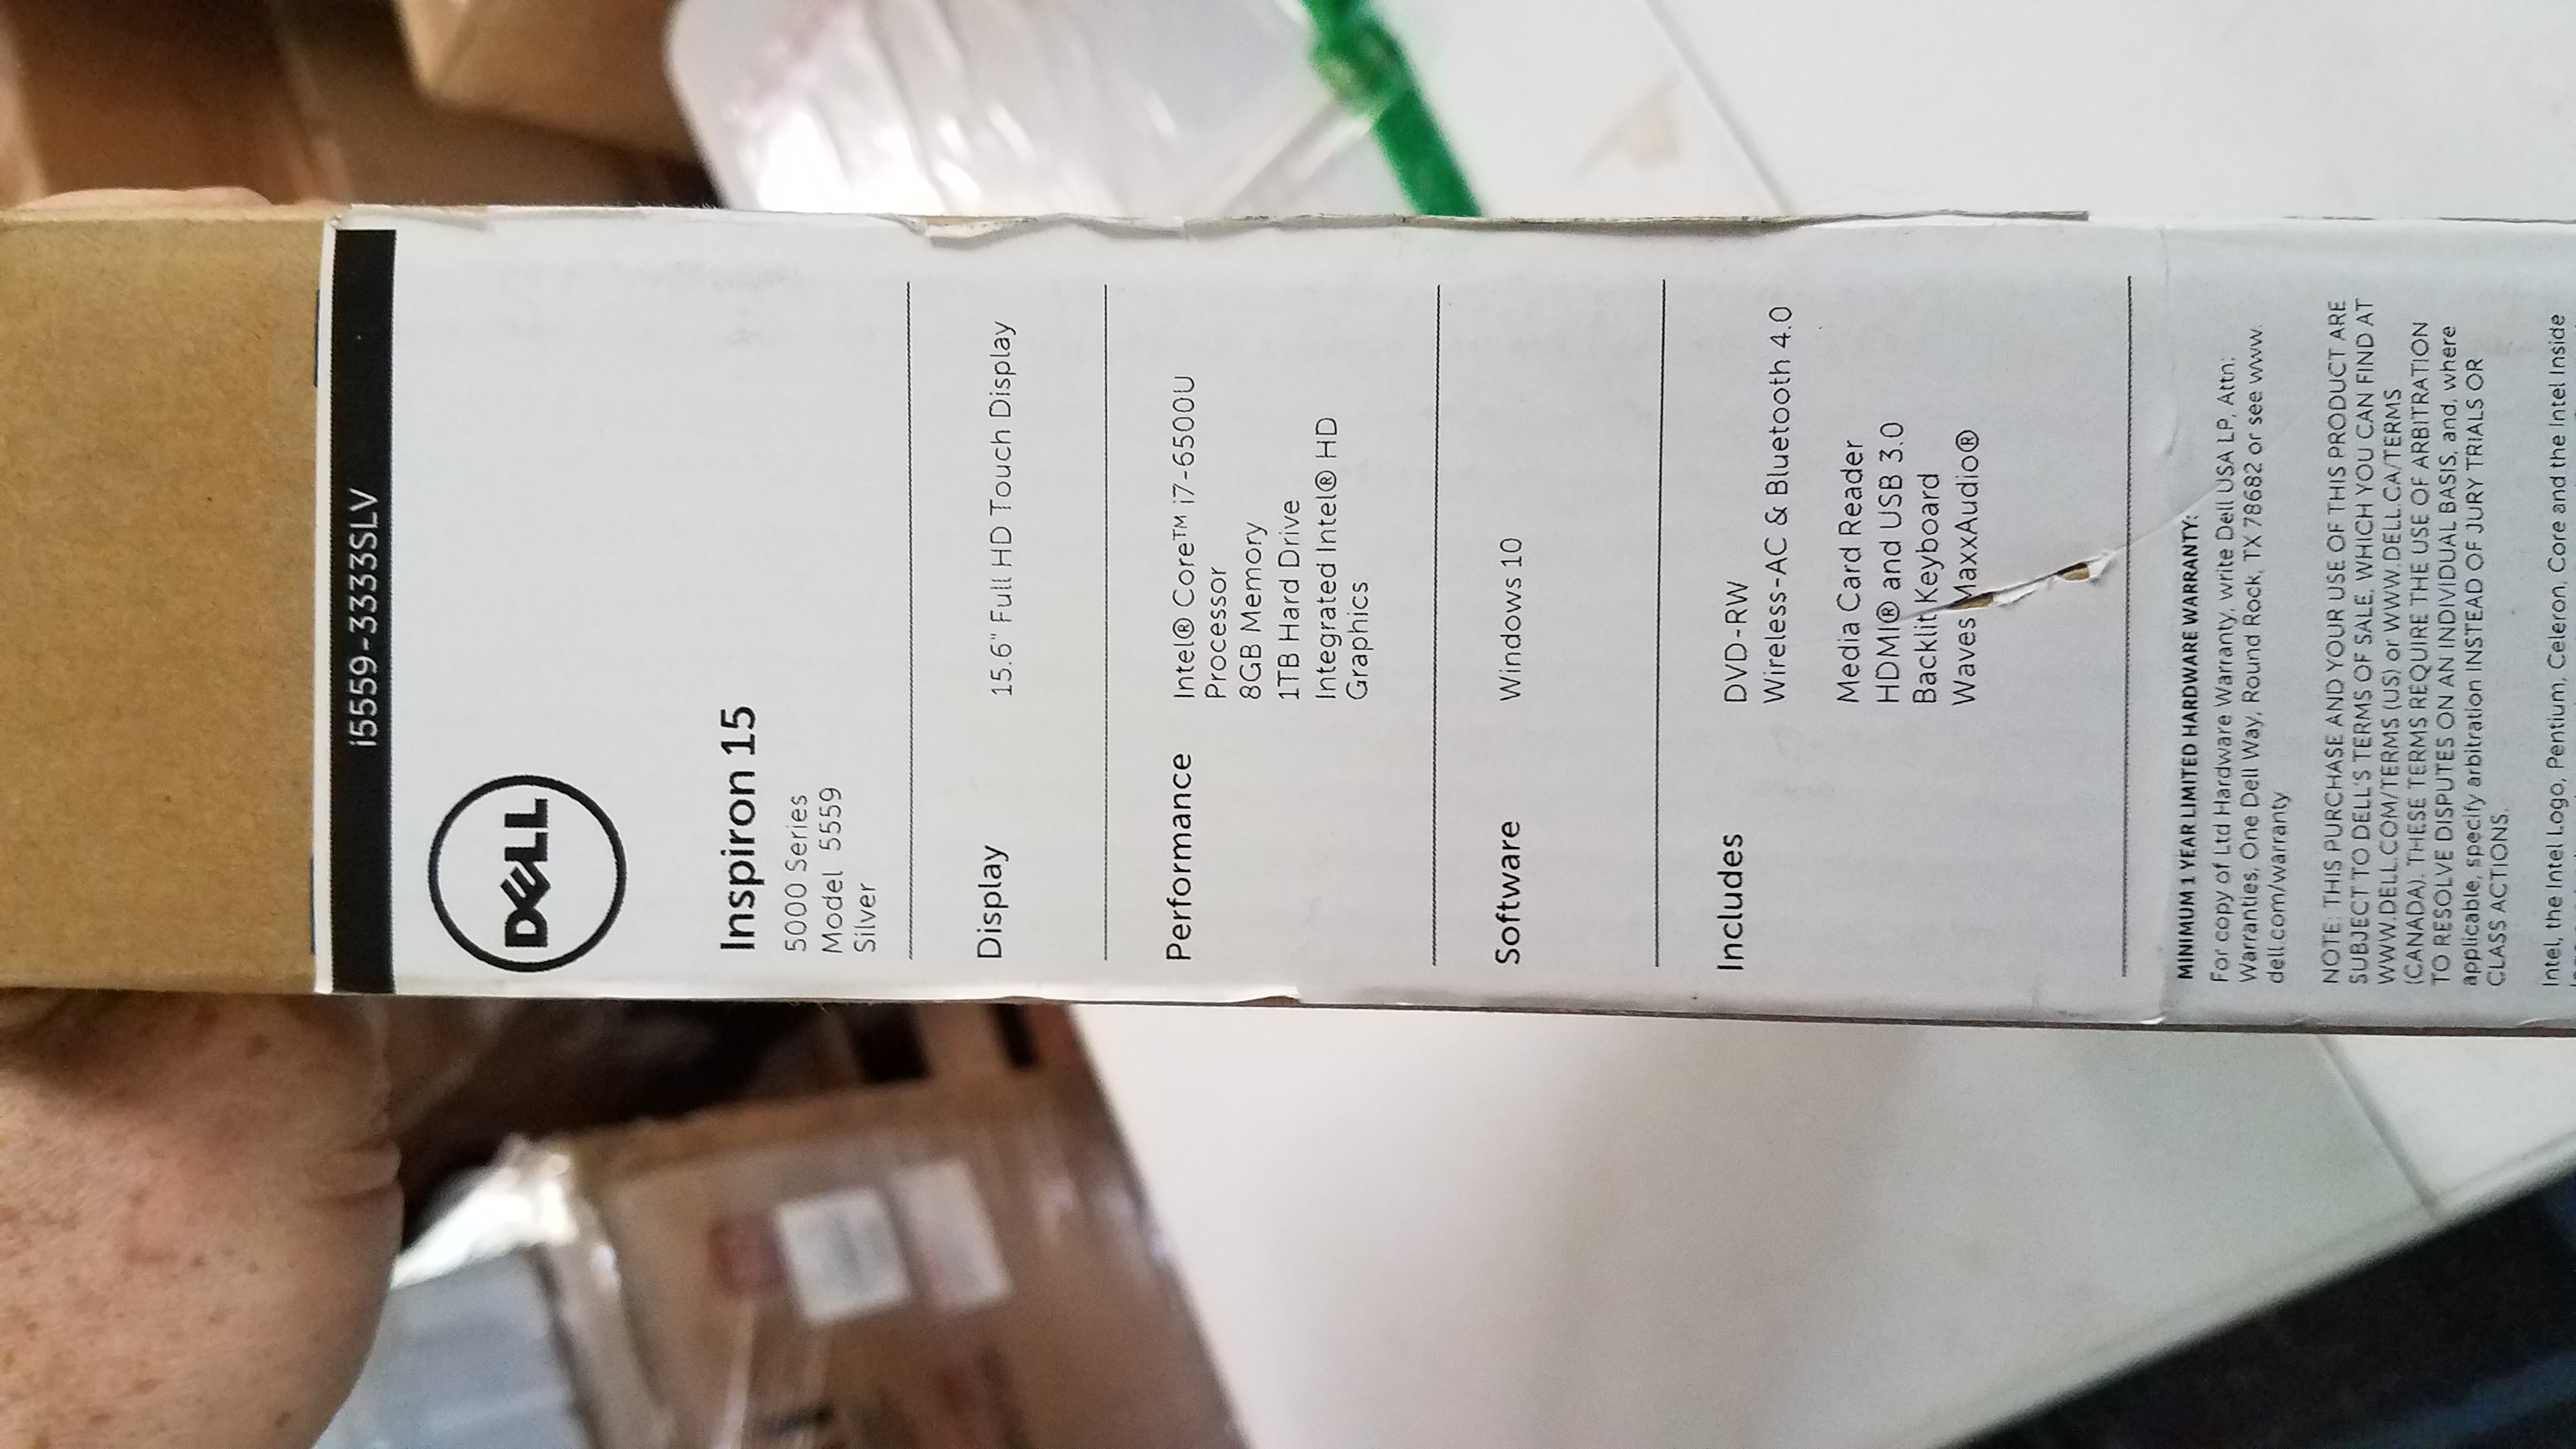 i5559-3333SLV
DELL
Inspiron 15
5000 Series
Model 5559
Silver
Display
15.6" Full HD Touch Display
Performance
Intel® Core™ i7-6500U
Processor
8GB Memory
1TB Hard Drive
Integrated Intel® HD
Graphics
Software
Windows 10
Includes
DVD-RW
Wireless-AC & Bluetooth 4.0
Media Card Reader
HDMI® and USB 3.0
Backlit Keyboard
Waves MaxxAudio®
MINIMUM 1 YEAR LIMITED HARDWARE WARRANTY:
For copy of Ltd Hardware Warranty, write Dell USA LP, Attn:
Warranties, One Dell Way, Round Rock, TX 78682 or see www.
dell.com/warranty
NOTE: THIS PURCHASE AND YOUR USE OF THIS PRODUCT ARE
SUBJECT TO DELL'S TERMS OF SALE, WHICH YOU CAN FIND AT
WWW.DELL.COM/TERMS (US) or WWW.DELL.CA/TERMS
(CANADA). THESE TERMS REQUIRE THE USE OF ARBITRATION
TO RESOLVE DISPUTES ON AN INDIVIDUAL BASIS, and, where
applicable, specify arbitration INSTEAD OF JURY TRIALS OR
CLASS ACTIONS.
Intel, the Intel Logo, Pentium, Celeron, Core and the Intel Inside